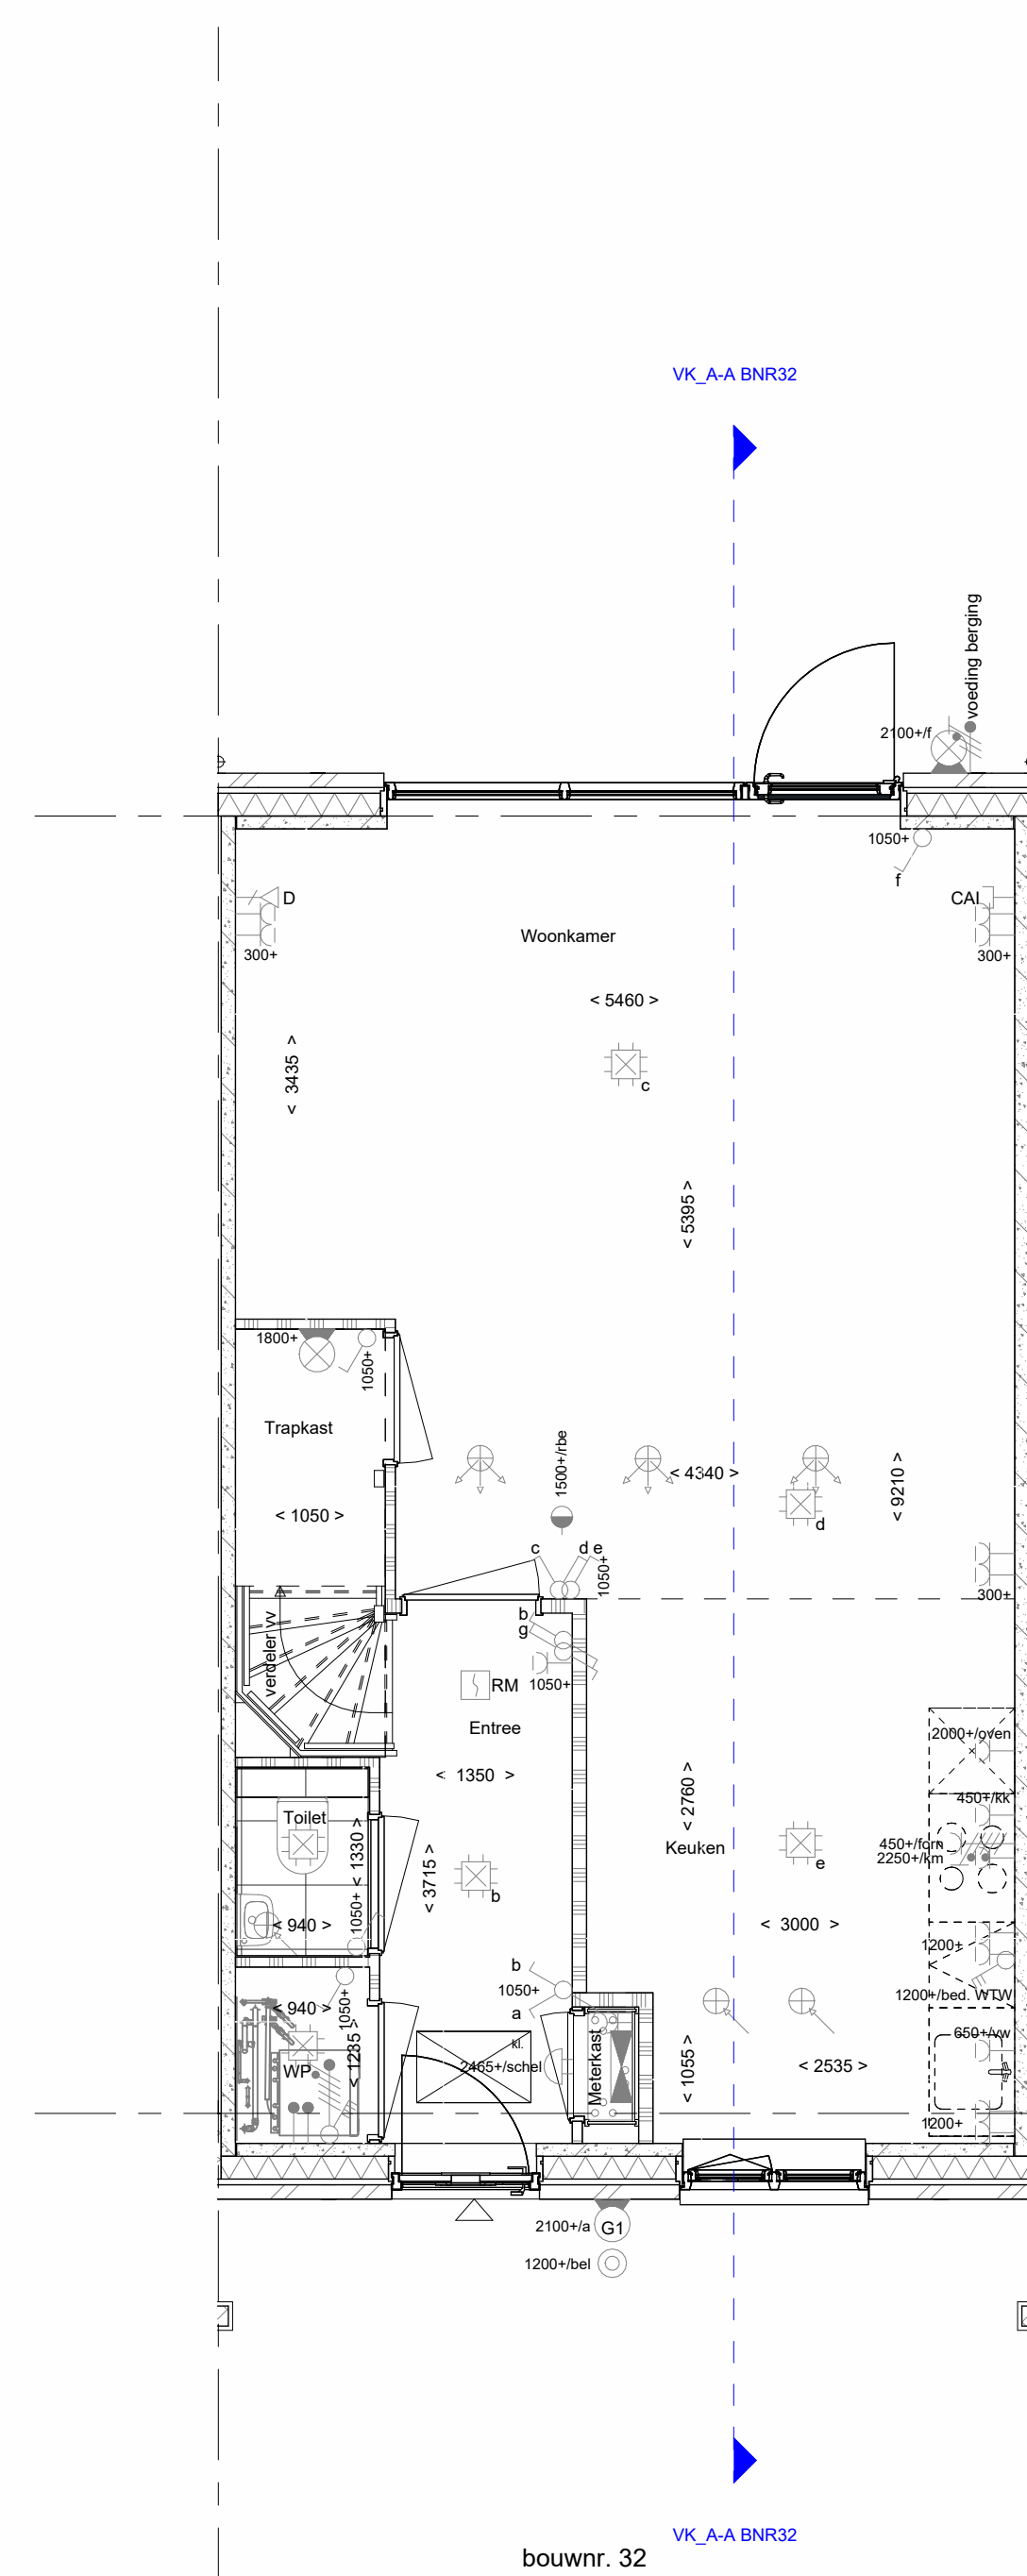 VK_A-A BNR32
voeding berging
2100+/f
1050+
f
D
CAI
300+
300+
Woonkamer
< 5460 >
< 3435 >
c
< 5395 >
1800+
1050+
Trapkast
1500+/rbe
< 4340 >
< 9210 >
< 1050 >
d
c
d e
1050+
300+
b
g
verdeler vv
RM
1050+
Entree
2000+/oven
< 1350 >
450+/kk
< 2760 >
Toilet
450+/forn
2250+/km
Keuken
< 1330 >
< 3715 >
b
e
1050+
< 940 >
< 3000 >
1200+
b
1050+
a
1200+/bed. WTW
< 940 >
1050+
kl.
2465+/schel
Meterkast
650+/vw
WP
< 1235 >
< 1055 >
< 2535 >
1200+
2100+/a
G1
1200+/bel
VK_A-A BNR32
bouwnr. 32